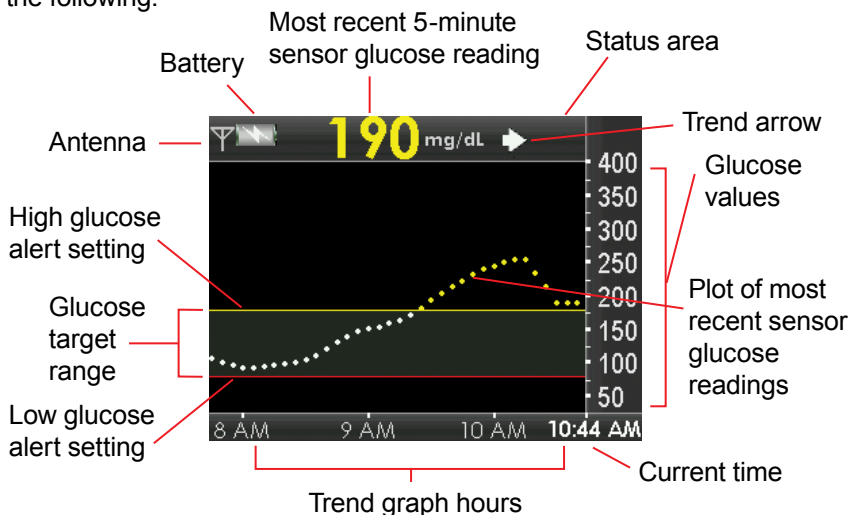 the following:
Most recent 5-minute
sensor glucose reading
Status area
Battery
Antenna
190 mg/dL
Trend arrow
Glucose
values
400
350
300
250
200
150
100
50
High glucose
alert setting
Glucose
target
range
Low glucose
alert setting
Plot of most
recent sensor
glucose
readings
8 AM 9 AM 10 AM 10:44 AM
Current time
Trend graph hours